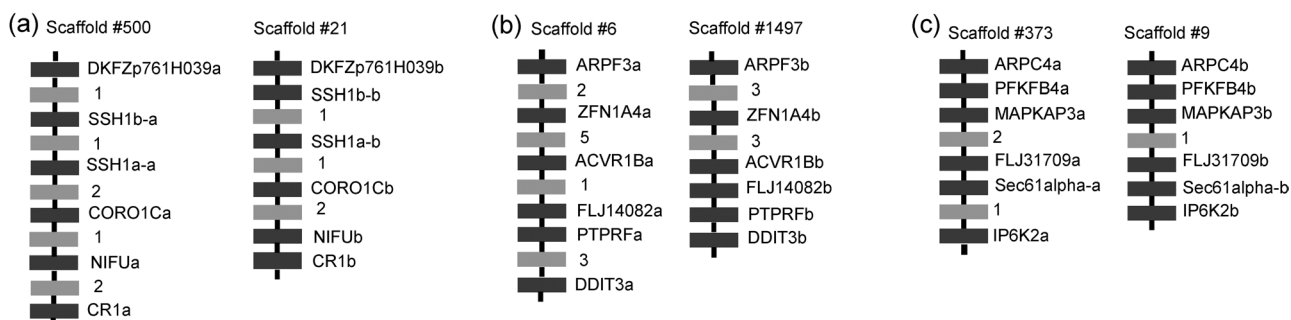 (a) Scaffold #500
DKFZp761H039a
1
SSH1b-a
1
SSH1a-a
2
CORO1Ca
1
NIFUa
2
CR1a
Scaffold #21
DKFZp761H039b
SSH1b-b
1
SSH1a-b
1
CORO1Cb
2
NIFUb
CR1b
(b) Scaffold #6
ARPF3a
2
ZFN1A4a
5
ACVR1Ba
1
FLJ14082a
PTPRFa
3
DDIT3a
Scaffold #1497
ARPF3b
3
ZFN1A4b
3
ACVR1Bb
FLJ14082b
PTPRFb
DDIT3b
(c) Scaffold #373
ARPC4a
PFKFB4a
MAPKAP3a
2
FLJ31709a
Sec61alpha-a
1
IP6K2a
Scaffold #9
ARPC4b
PFKFB4b
MAPKAP3b
1
FLJ31709b
Sec61alpha-b
IP6K2b